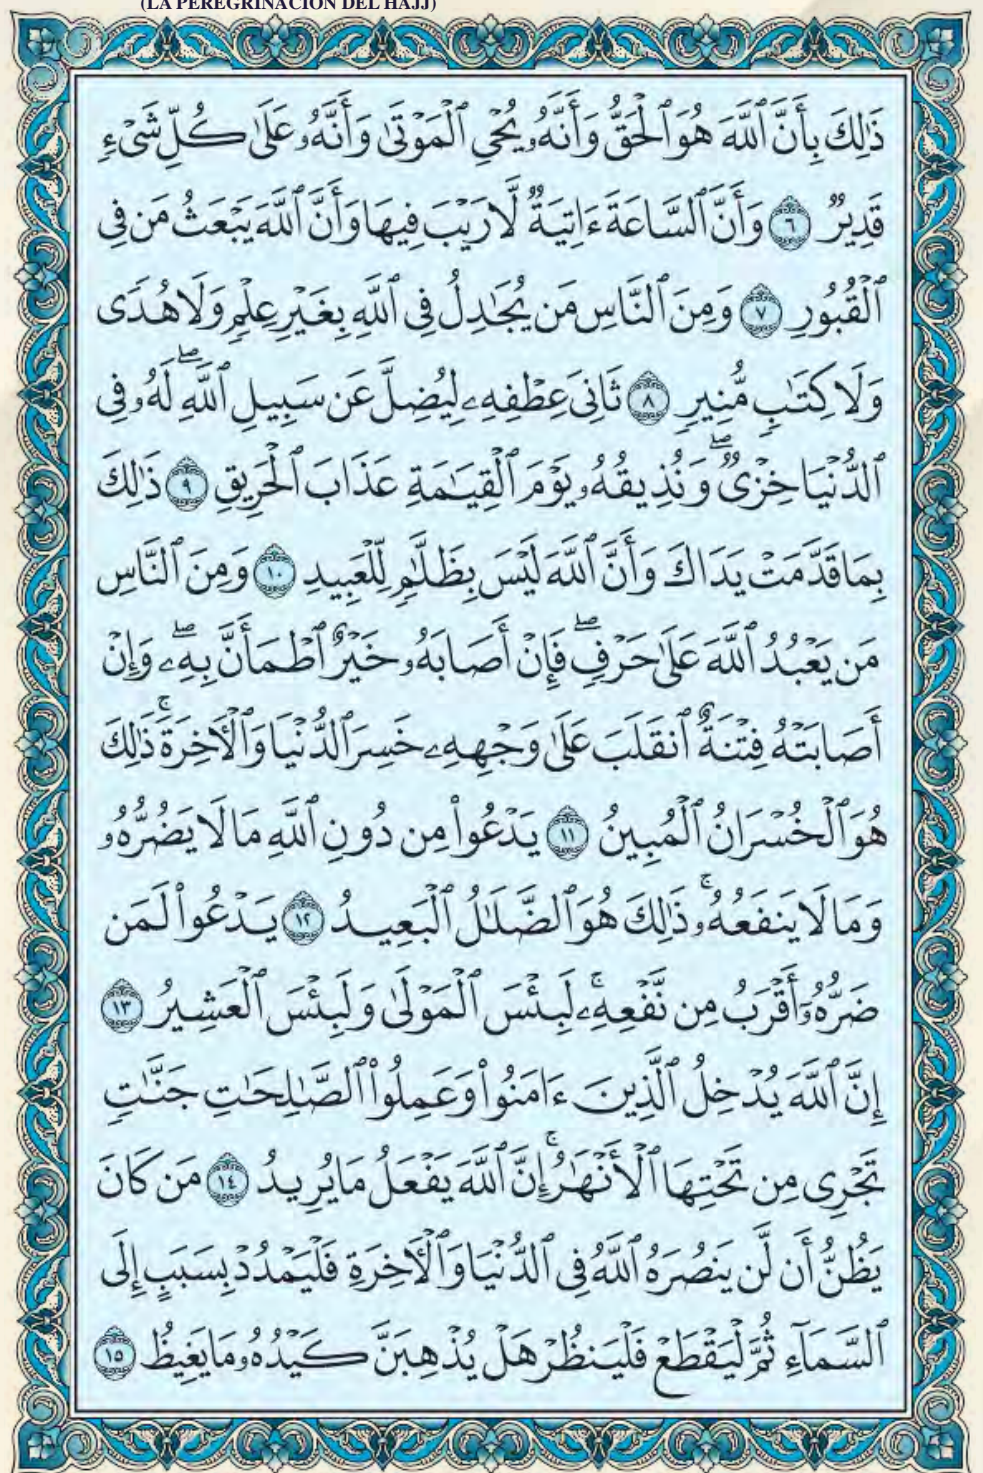 (LA PEREGRINACIÓN DEL HAJJ)
ذَٰلِكَ بِأَنَّ ٱللَّهَ هُوَ ٱلْحَقُّ وَأَنَّهُۥ يُحْىِ ٱلْمَوْتَىٰ وَأَنَّهُۥ عَلَىٰ كُلِّ شَىْءٍ
قَدِيرٌ ٦ وَأَنَّ ٱلسَّاعَةَ ءَاتِيَةٌ لَّا رَيْبَ فِيهَا وَأَنَّ ٱللَّهَ يَبْعَثُ مَن فِى
ٱلْقُبُورِ ٧ وَمِنَ ٱلنَّاسِ مَن يُجَٰدِلُ فِى ٱللَّهِ بِغَيْرِ عِلْمٍ وَلَا هُدًى
وَلَا كِتَٰبٍ مُّنِيرٍ ٨ ثَانِىَ عِطْفِهِۦ لِيُضِلَّ عَن سَبِيلِ ٱللَّهِ ۖ لَهُۥ فِى
ٱلدُّنْيَا خِزْىٌ ۖ وَنُذِيقُهُۥ يَوْمَ ٱلْقِيَٰمَةِ عَذَابَ ٱلْحَرِيقِ ٩ ذَٰلِكَ
بِمَا قَدَّمَتْ يَدَاكَ وَأَنَّ ٱللَّهَ لَيْسَ بِظَلَّٰمٍ لِّلْعَبِيدِ ١٠ وَمِنَ ٱلنَّاسِ
مَن يَعْبُدُ ٱللَّهَ عَلَىٰ حَرْفٍ ۖ فَإِنْ أَصَابَهُۥ خَيْرٌ ٱطْمَأَنَّ بِهِۦ ۖ وَإِنْ
أَصَابَتْهُ فِتْنَةٌ ٱنقَلَبَ عَلَىٰ وَجْهِهِۦ خَسِرَ ٱلدُّنْيَا وَٱلْأَخِرَةَ ۚ ذَٰلِكَ
هُوَ ٱلْخُسْرَانُ ٱلْمُبِينُ ١١ يَدْعُوا۟ مِن دُونِ ٱللَّهِ مَا لَا يَضُرُّهُۥ
وَمَا لَا يَنفَعُهُۥ ۚ ذَٰلِكَ هُوَ ٱلضَّلَٰلُ ٱلْبَعِيدُ ١٢ يَدْعُوا۟ لَمَن
ضَرُّهُۥٓ أَقْرَبُ مِن نَّفْعِهِۦ ۚ لَبِئْسَ ٱلْمَوْلَىٰ وَلَبِئْسَ ٱلْعَشِيرُ ١٣
إِنَّ ٱللَّهَ يُدْخِلُ ٱلَّذِينَ ءَامَنُوا۟ وَعَمِلُوا۟ ٱلصَّٰلِحَٰتِ جَنَّٰتٍ
تَجْرِى مِن تَحْتِهَا ٱلْأَنْهَٰرُ ۚ إِنَّ ٱللَّهَ يَفْعَلُ مَا يُرِيدُ ١٤ مَن كَانَ
يَظُنُّ أَن لَّن يَنصُرَهُ ٱللَّهُ فِى ٱلدُّنْيَا وَٱلْأَخِرَةِ فَلْيَمْدُدْ بِسَبَبٍ إِلَى
ٱلسَّمَآءِ ثُمَّ لْيَقْطَعْ فَلْيَنظُرْ هَلْ يُذْهِبَنَّ كَيْدُهُۥ مَا يَغِيظُ ١٥